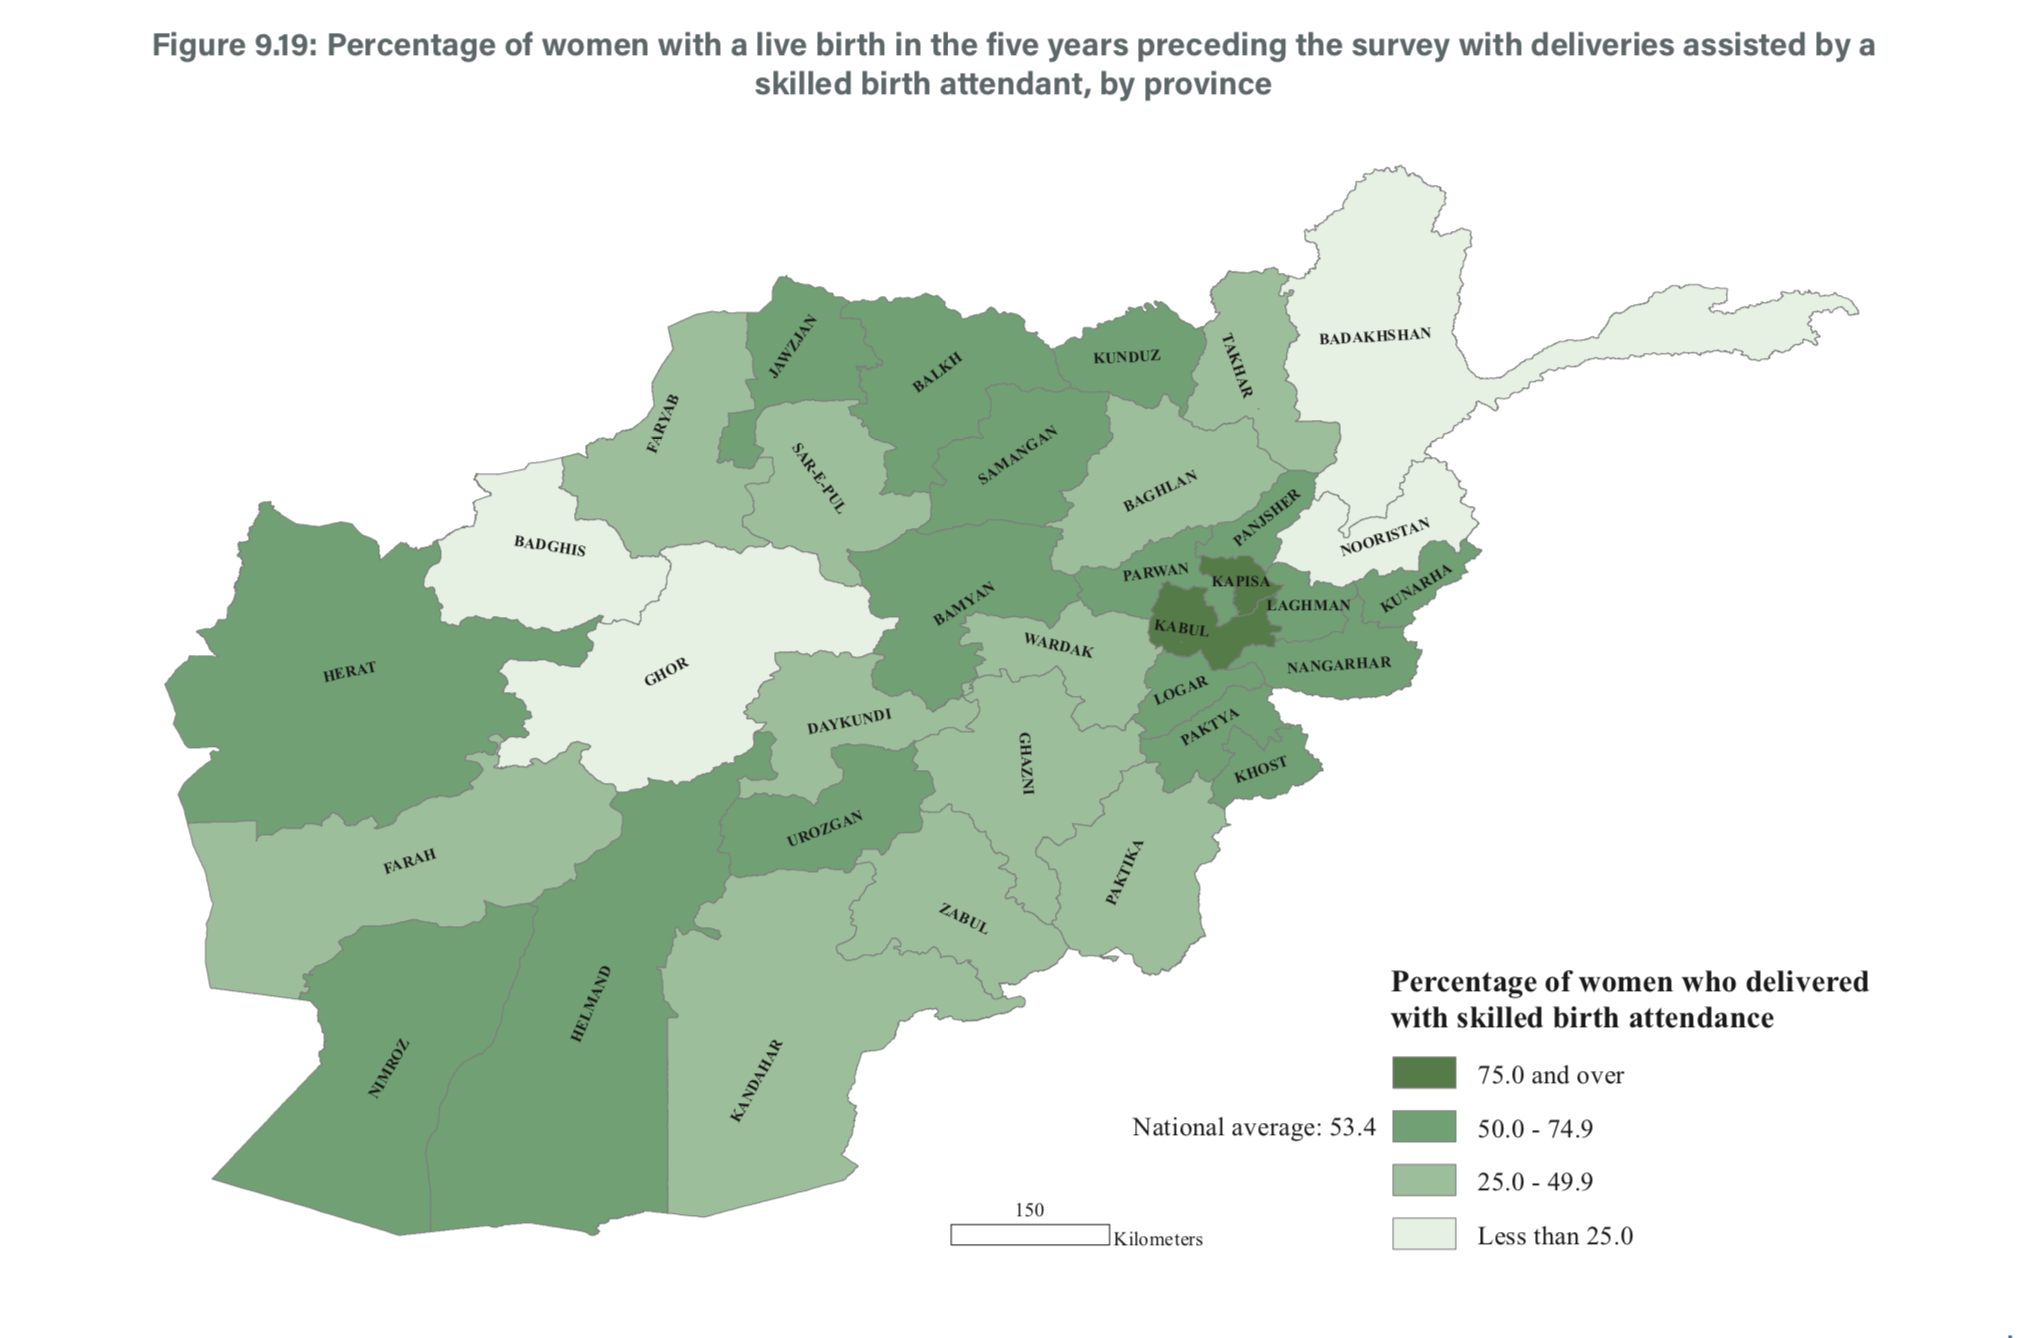 Figure 9.19: Percentage of women with a live birth in the five years preceding the survey with deliveries assisted by a
skilled birth attendant, by province
BADAKHSHAN
JAWZJAN
BALKH
KUNDUZ
TAKHAR
FARYAB
SAR-E-PUL
SAMANGAN
BAGHLAN
PANJSHER
NOORISTAN
BADGHIS
PARWAN
KAPISA
KUNARHA
LAGHMAN
BAMYAN
KABUL
WARDAK
HERAT
GHOR
NANGARHAR
LOGAR
DAYKUNDI
PAKTYA
GHAZNI
KHOST
UROZGAN
FARAH
PAKTIKA
ZABUL
HELMAND
NIMROZ
KANDAHAR
Percentage of women who delivered
with skilled birth attendance
75.0 and over
National average: 53.4
50.0 - 74.9
25.0 - 49.9
Less than 25.0
150
Kilometers